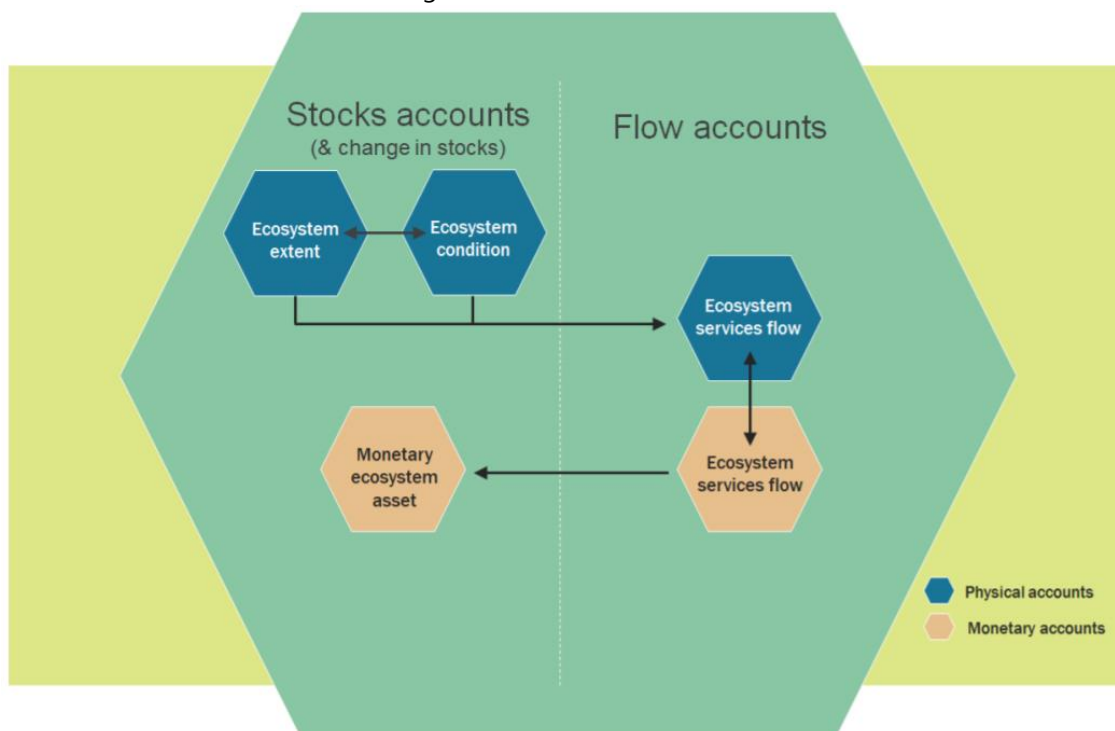 Stocks accounts
(& change in stocks)
Flow accounts
Ecosystem
extent
Ecosystem
condition
Ecosystem
services flow
Monetary
ecosystem
asset
Ecosystem
services flow
Physical accounts
Monetary accounts